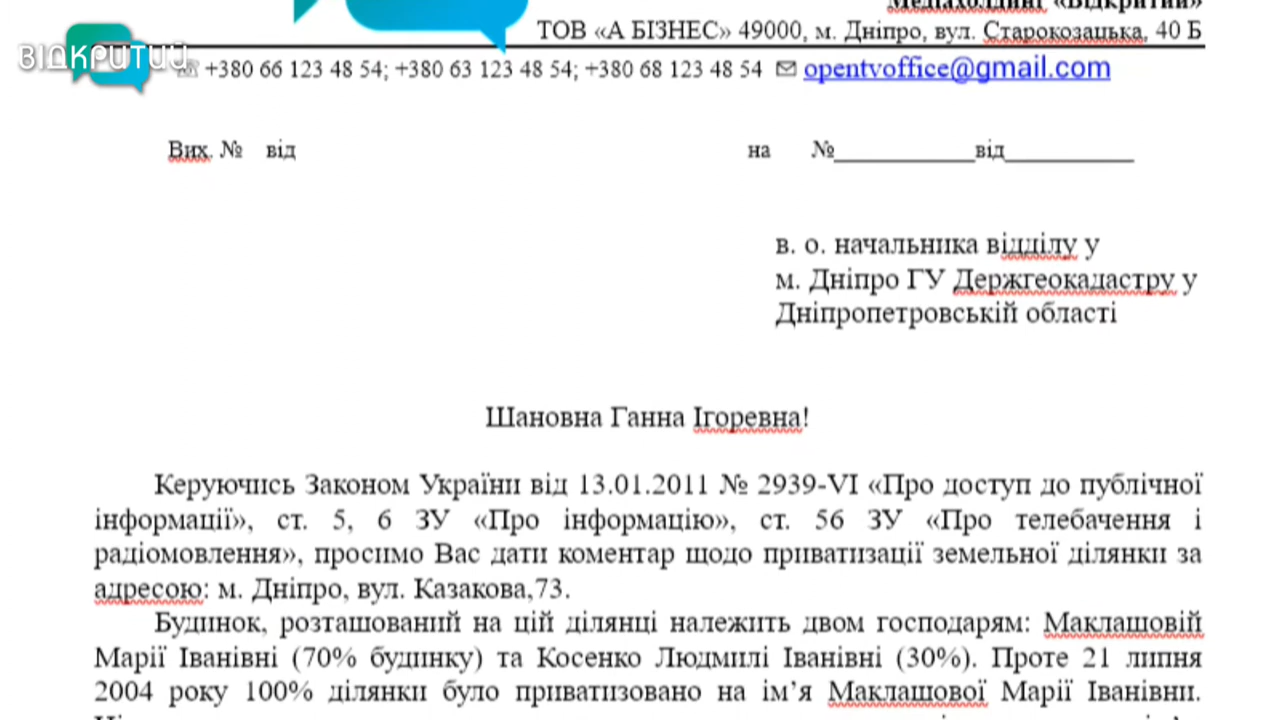 Медіахолдинг «Відкритий»
ТОВ «А БІЗНЕС» 49000, м. Дніпро, вул. Старокозацька, 40 Б
ВІДКРИТИЙ
+380 66 123 48 54; +380 63 123 48 54; +380 68 123 48 54 opentvoffice@gmail.com
Вих. № від на №____________від___________
в. о. начальника відділу у
м. Дніпро ГУ Держгеокадастру у
Дніпропетровській області
Шановна Ганна Ігоревна!
Керуючись Законом України від 13.01.2011 № 2939-VI «Про доступ до публічної
інформації», ст. 5, 6 ЗУ «Про інформацію», ст. 56 ЗУ «Про телебачення і
радіомовлення», просимо Вас дати коментар щодо приватизації земельної ділянки за
адресою: м. Дніпро, вул. Казакова,73.
Будинок, розташований на цій ділянці належить двом господарям: Маклашовій
Марії Іванівні (70% будинку) та Косенко Людмилі Іванівні (30%). Проте 21 липня
2004 року 100% ділянки було приватизовано на ім’я Маклашової Марії Іванівни.